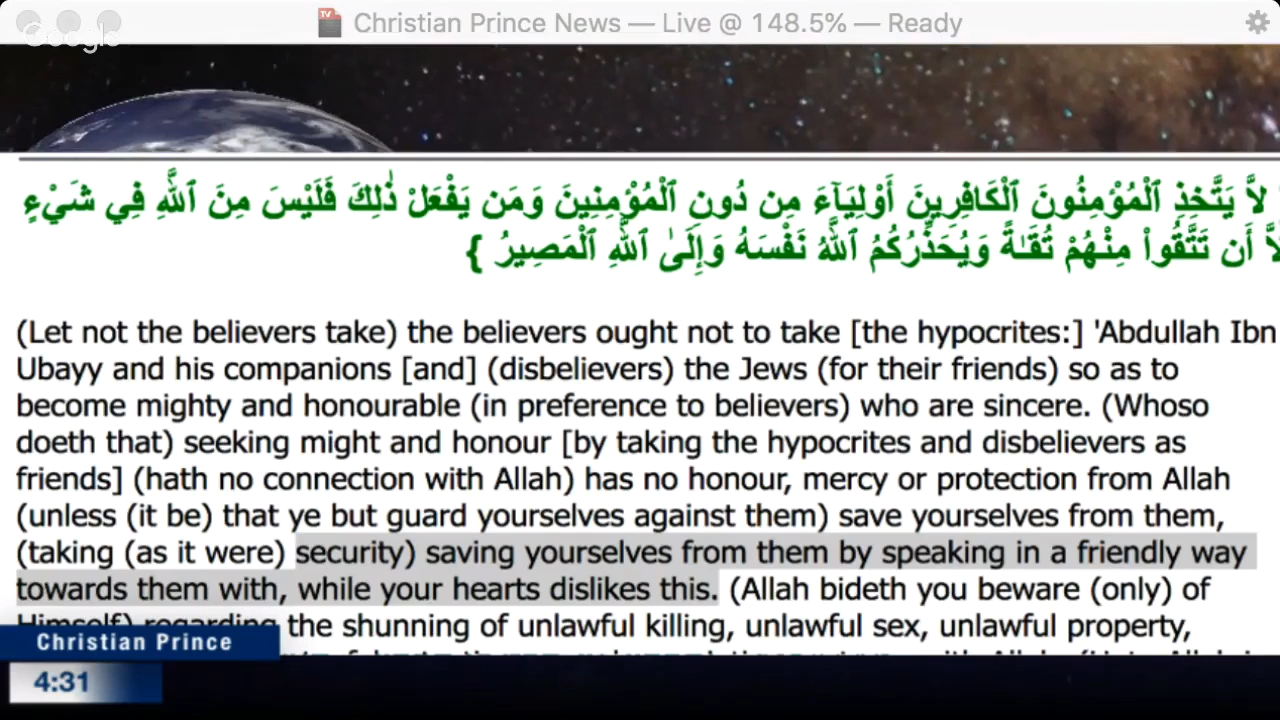 Christian Prince News — Live @ 148.5% — Ready
Google
لاَّ يَتَّخِذِ ٱلْمُؤْمِنُونَ ٱلْكَافِرِينَ أَوْلِيَآءَ مِن دُونِ ٱلْمُؤْمِنِينَ وَمَن يَفْعَلْ ذٰلِكَ فَلَيْسَ مِنَ ٱللَّهِ فِي شَيْءٍ
أَن تَتَّقُواْ مِنْهُمْ تُقَـٰةً وَيُحَذِّرُكُمُ ٱللَّهُ نَفْسَهُ وَإِلَىٰ ٱللَّهِ ٱلْمَصِيرُ }
(Let not the believers take) the believers ought not to take [the hypocrites:] 'Abdullah Ibn
Ubayy and his companions [and] (disbelievers) the Jews (for their friends) so as to
become mighty and honourable (in preference to believers) who are sincere. (Whoso
doeth that) seeking might and honour [by taking the hypocrites and disbelievers as
friends] (hath no connection with Allah) has no honour, mercy or protection from Allah
(unless (it be) that ye but guard yourselves against them) save yourselves from them,
(taking (as it were) security) saving yourselves from them by speaking in a friendly way
towards them with, while your hearts dislikes this. (Allah bideth you beware (only) of
Himself) regarding the shunning of unlawful killing, unlawful sex, unlawful property,
Christian Prince
4:31